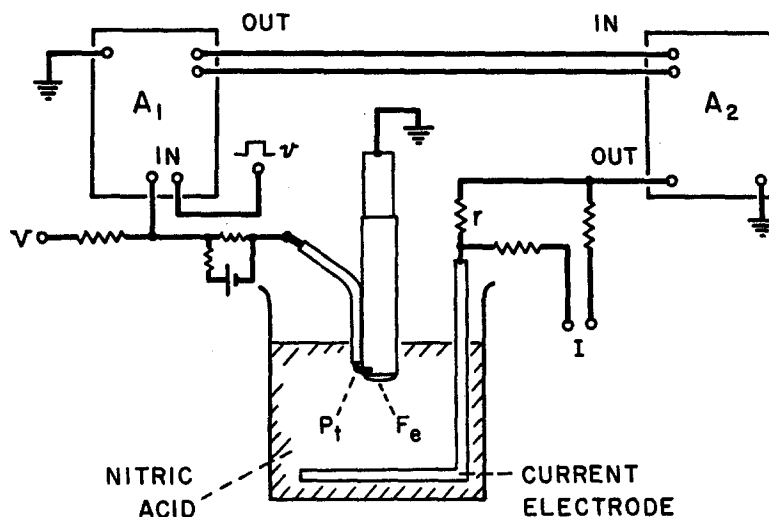 OUT
IN
A1
A2
IN
v
OUT
V
r
I
Pt
Fe
NITRIC
ACID
CURRENT
ELECTRODE